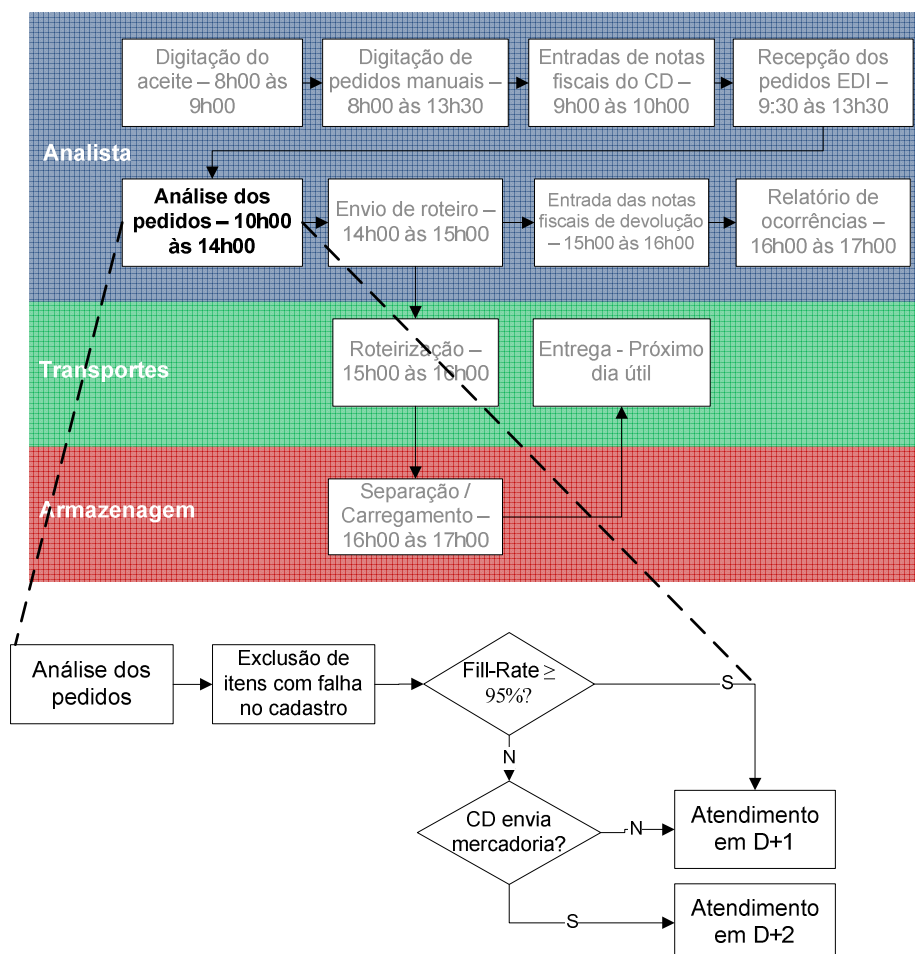 Digitação do
aceite – 8h00 às
9h00
Digitação de
pedidos manuais –
8h00 às 13h30
Entradas de notas
fiscais do CD –
9h00 às 10h00
Recepção dos
pedidos EDI –
9:30 às 13h30
Analista
Análise dos
pedidos – 10h00
às 14h00
Envio de roteiro –
14h00 às 15h00
Entrada das notas
fiscais de devolução
– 15h00 às 16h00
Relatório de
ocorrências –
16h00 às 17h00
Transportes
Roteirização –
15h00 às 16h00
Entrega - Próximo
dia útil
Armazenagem
Separação /
Carregamento –
16h00 às 17h00
Análise dos
pedidos
Exclusão de
itens com falha
no cadastro
Fill-Rate ≥
95%?
S
N
CD envia
mercadoria?
N
Atendimento
em D+1
S
Atendimento
em D+2